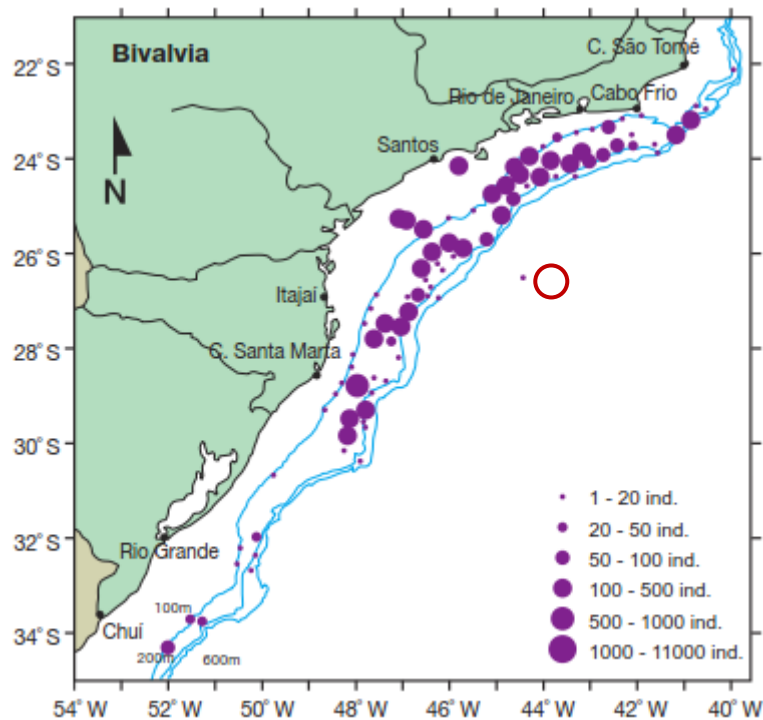 Bivalvia
C. São Tomé
Rio de Janeiro
Cabo Frio
22° S
Santos
24° S
N
26° S
Itajaí
28° S
C. Santa Marta
30° S
1 - 20 ind.
20 - 50 ind.
32° S
Rio Grande
50 - 100 ind.
100 - 500 ind.
100m
500 - 1000 ind.
34° S
Chuí
200m
600m
1000 - 11000 ind.
54° W
52° W
50° W
48° W
46° W
44° W
42° W
40° W